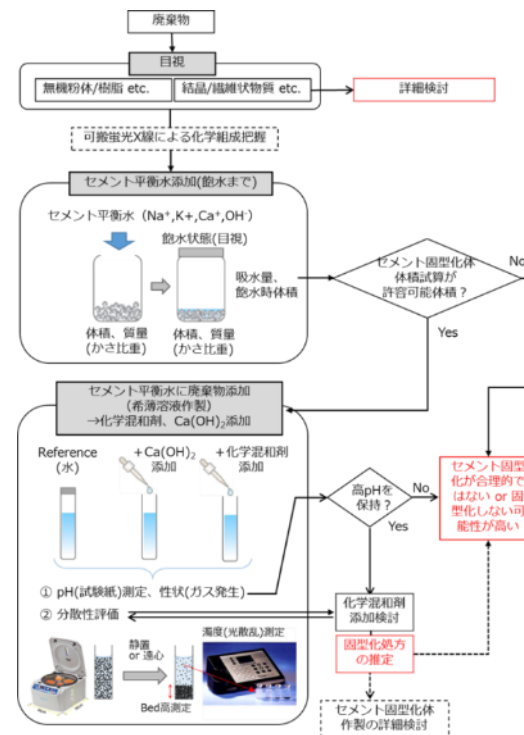 廃棄物
目視
無機粉体/樹脂 etc.
結晶/繊維状物質 etc.
詳細検討
可搬蛍光X線による化学組成把握
セメント平衡水添加(飽水まで)
セメント平衡水（Na⁺,K+,Ca⁺,OH⁻）
飽水状態(目視)
吸水量、
飽水時体積
体積、質量
(かさ比重)
体積、質量
(かさ比重)
セメント固型化体
体積試算が
許容可能体積？
No
Yes
セメント平衡水に廃棄物添加
(希薄溶液作製)
→化学混和剤、Ca(OH)₂添加
Reference
(水)
＋Ca(OH)₂
添加
＋化学混和剤
添加
高pHを
保持？
No
Yes
セメント固型
化が合理的で
はない or 固
型化しない可
能性が高い
① pH(試験紙)測定、性状(ガス発生)
② 分散性評価
化学混和剤
添加検討
静置
or 遠心
濁度(光散乱)測定
Bed高測定
固型化処方
の推定
セメント固型化体
作製の詳細検討